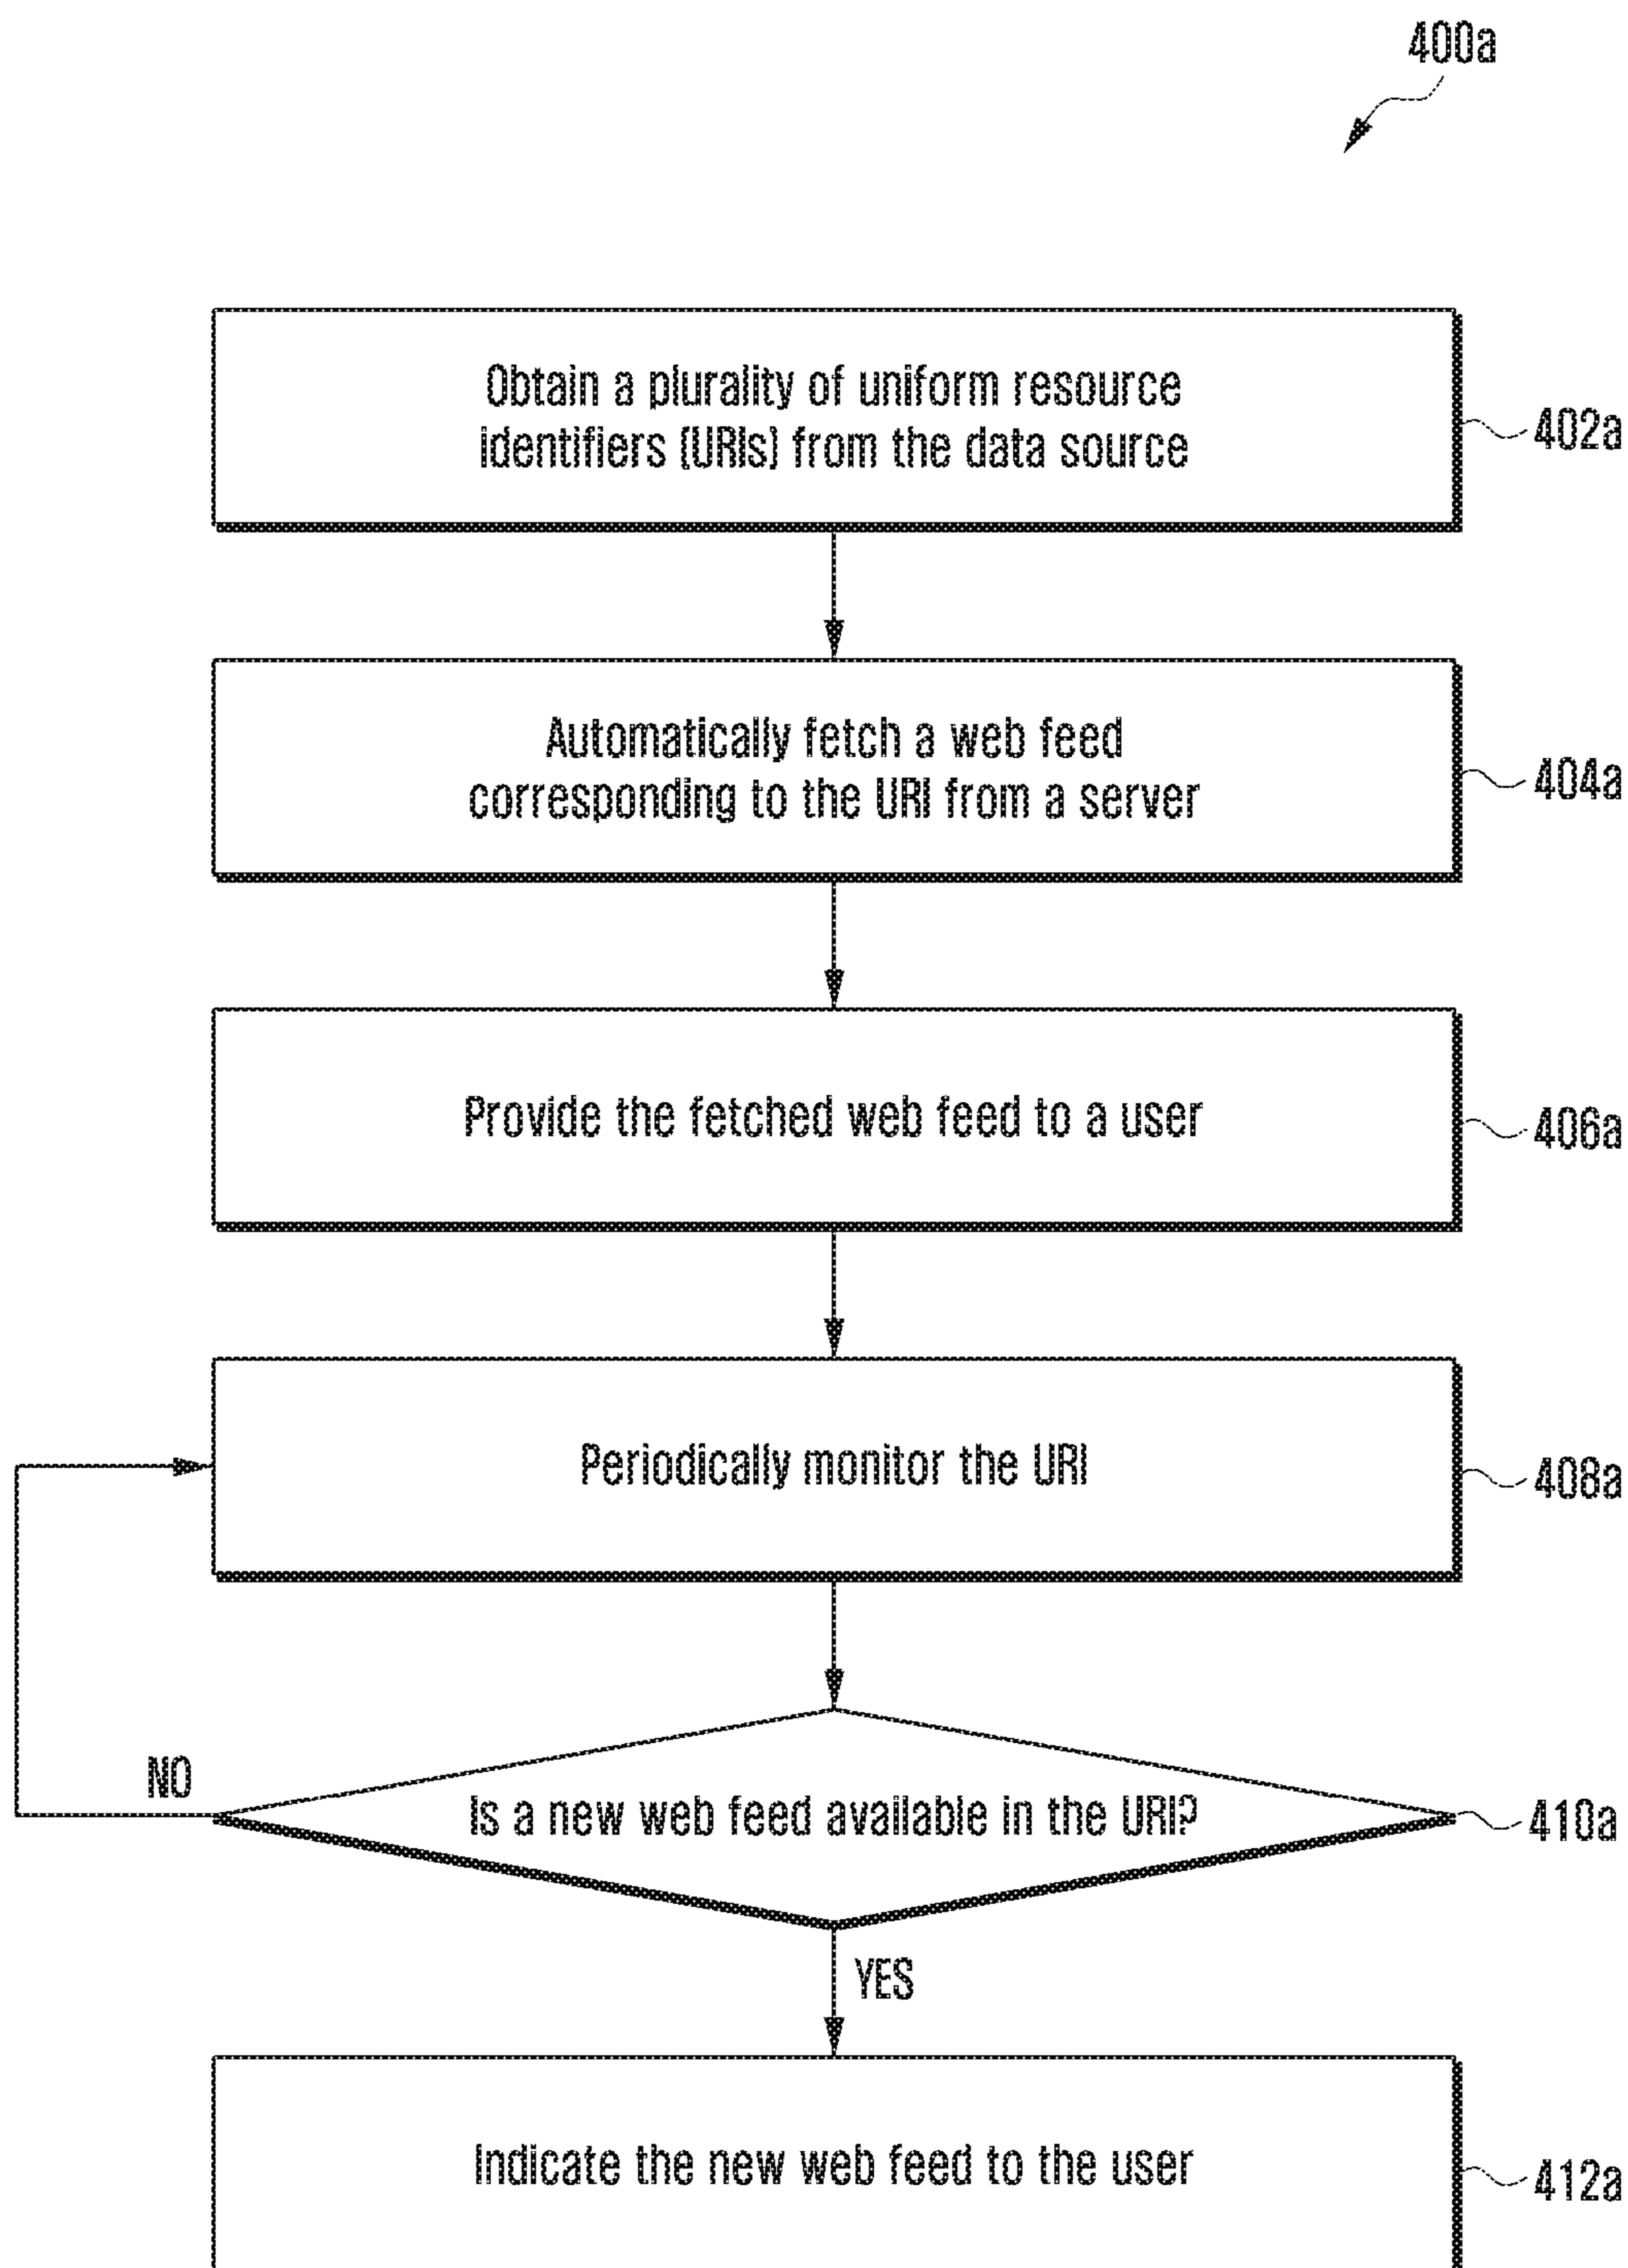 400a
Obtain a plurality of uniform resource
identifiers (URIs) from the data source
402a
Automatically fetch a web feed
corresponding to the URI from a server
404a
Provide the fetched web feed to a user
406a
Periodically monitor the URI
408a
NO
Is a new web feed available in the URI?
410a
YES
Indicate the new web feed to the user
412a